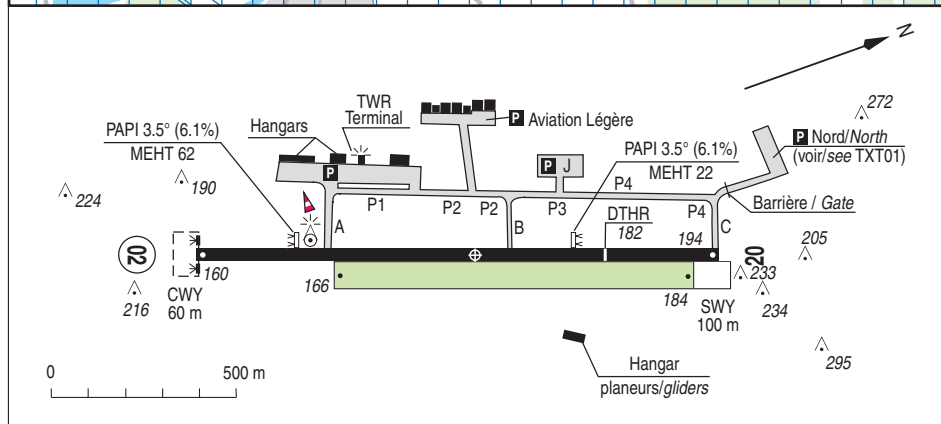 N
272
TWR
Terminal
Hangars
PAPI 3.5° (6.1%)
MEHT 62
P Aviation Légère
PAPI 3.5° (6.1%)
MEHT 22
P Nord/North
(voir/see TXT01)
P
P J
P4
190
224
P1
P2
P2
P3
P4
Barrière / Gate
A
B
DTHR
182
C
194
02
20
205
160
166
233
216
CWY
60 m
184
SWY
100 m
234
295
0
500 m
Hangar
planeurs/gliders